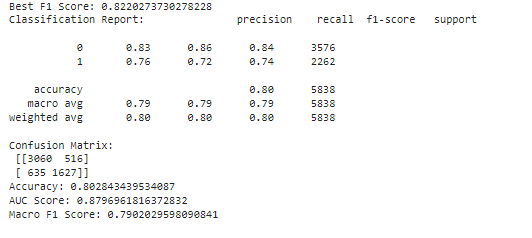 Best F1 Score: 0.8220273730278228
Classification Report:               precision    recall  f1-score   support

           0       0.83      0.86      0.84      3576
           1       0.76      0.72      0.74      2262

    accuracy                           0.80      5838
   macro avg       0.79      0.79      0.79      5838
weighted avg       0.80      0.80      0.80      5838

Confusion Matrix:
 [[3060  516]
 [ 635 1627]]
Accuracy: 0.802843439534087
AUC Score: 0.8796961816372832
Macro F1 Score: 0.7902029598090841